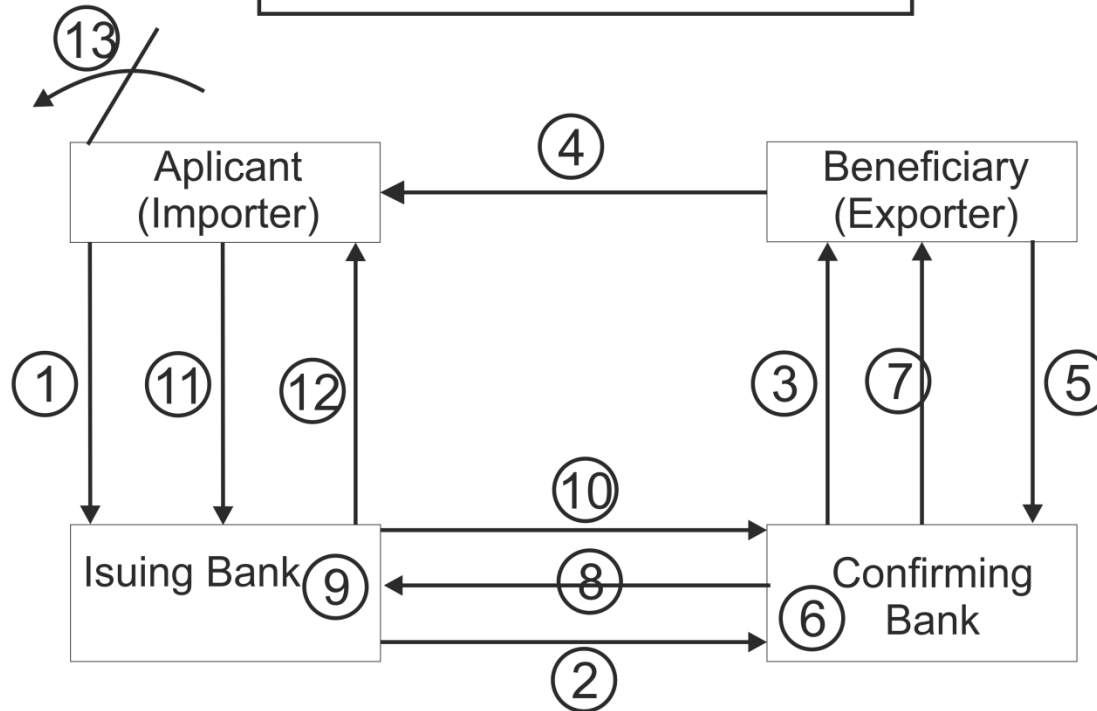 13
4
Aplicant
(Importer)
Beneficiary
(Exporter)
1
11
12
3
7
5
10
Isuing Bank
9
8
Confirming
Bank
6
2